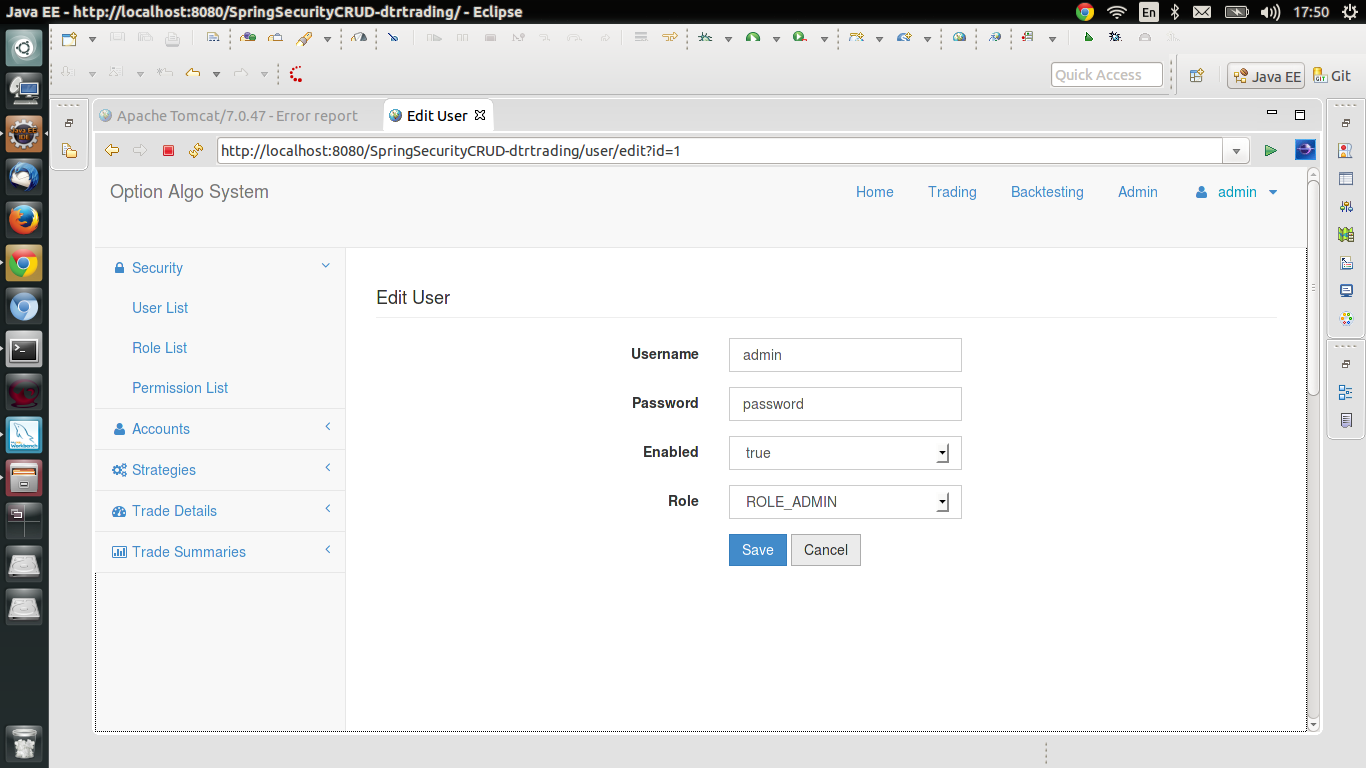 Java EE - http://localhost:8080/SpringSecurityCRUD-dtrtrading/ - Eclipse
En
17:50
Quick Access
Java EE
Git
Apache Tomcat/7.0.47 - Error report
Edit User
http://localhost:8080/SpringSecurityCRUD-dtrtrading/user/edit?id=1
Option Algo System
Home
Trading
Backtesting
Admin
admin
Security
User List
Role List
Permission List
Accounts
Strategies
Trade Details
Trade Summaries
Edit User
Username
admin
Password
password
Enabled
true
Role
ROLE_ADMIN
Save
Cancel